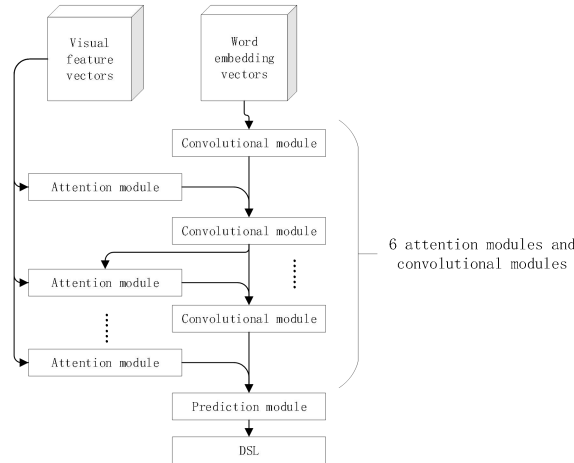 Visual
feature
vectors
Word
embedding
vectors
Convolutional module
Attention module
Convolutional module
6 attention modules and
convolutional modules
Attention module
Convolutional module
Attention module
Prediction module
DSL